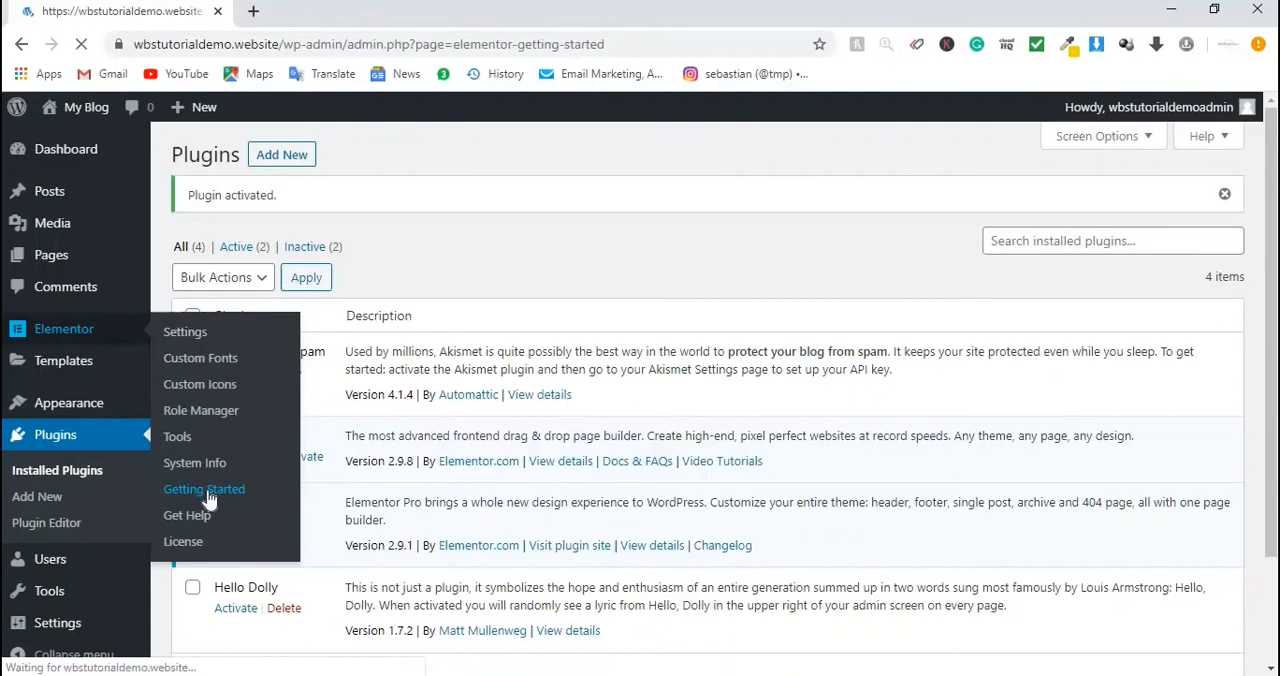 https://wbstutorialdemo.website
wbstutorialdemo.website/wp-admin/admin.php?page=elementor-getting-started
Apps Gmail YouTube Maps Translate News 3 History Email Marketing, A... sebastian (@tmp) •...
My Blog 0 New Howdy, wbstutorialdemoadmin
Screen Options Help
Plugins Add New
Plugin activated.
All (4) | Active (2) | Inactive (2)
Search installed plugins...
Bulk Actions Apply
4 items
Dashboard
Posts
Media
Pages
Comments
Elementor
Templates
Appearance
Plugins
Installed Plugins
Add New
Plugin Editor
Users
Tools
Settings
Collapse menu
Settings
Custom Fonts
Custom Icons
Role Manager
Tools
System Info
Getting Started
Get Help
License
Description
pam
Used by millions, Akismet is quite possibly the best way in the world to protect your blog from spam. It keeps your site protected even while you sleep. To get
started: activate the Akismet plugin and then go to your Akismet Settings page to set up your API key.
Version 4.1.4 | By Automattic | View details
vate
The most advanced frontend drag & drop page builder. Create high-end, pixel perfect websites at record speeds. Any theme, any page, any design.
Version 2.9.8 | By Elementor.com | View details | Docs & FAQs | Video Tutorials
Elementor Pro brings a whole new design experience to WordPress. Customize your entire theme: header, footer, single post, archive and 404 page, all with one page
builder.
Version 2.9.1 | By Elementor.com | Visit plugin site | View details | Changelog
Hello Dolly
Activate | Delete
This is not just a plugin, it symbolizes the hope and enthusiasm of an entire generation summed up in two words sung most famously by Louis Armstrong: Hello,
Dolly. When activated you will randomly see a lyric from Hello, Dolly in the upper right of your admin screen on every page.
Version 1.7.2 | By Matt Mullenweg | View details
Waiting for wbstutorialdemo.website...